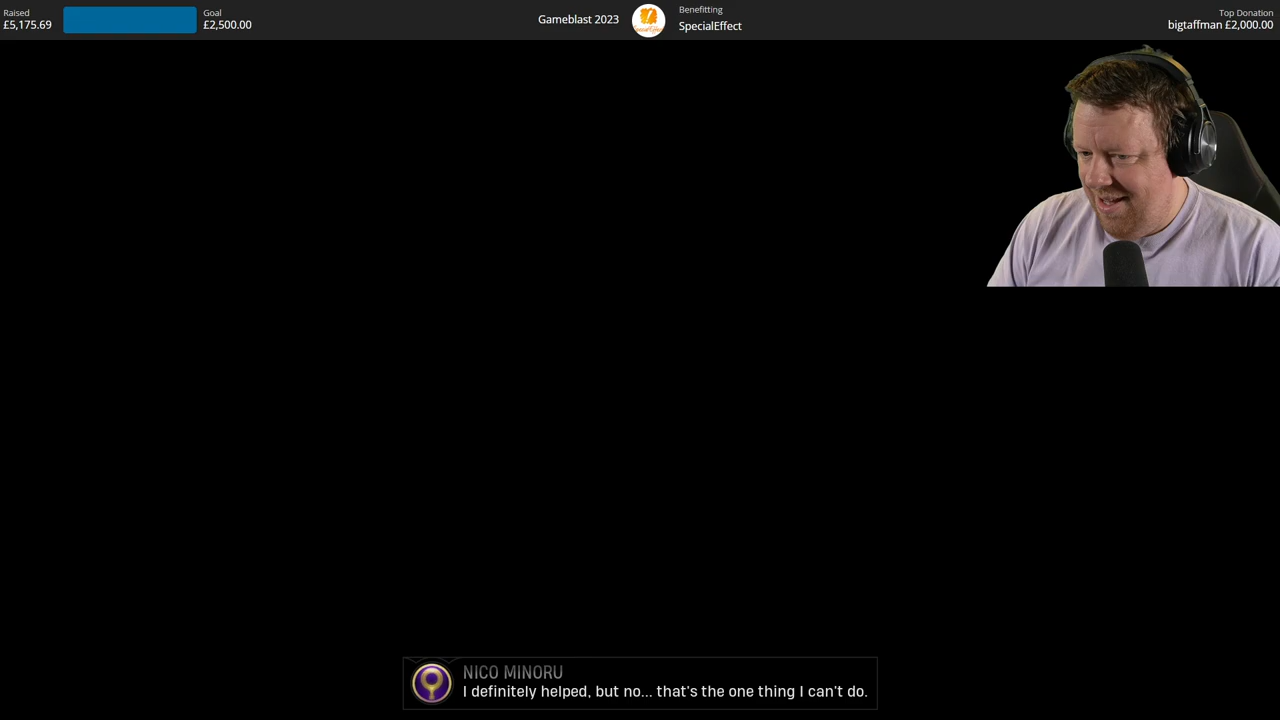 Raised
£5,175.69
Goal
£2,500.00
Gameblast 2023
Benefitting
SpecialEffect
Top Donation
bigtaffman £2,000.00
NICO MINORU
I definitely helped, but no... that's the one thing I can't do.